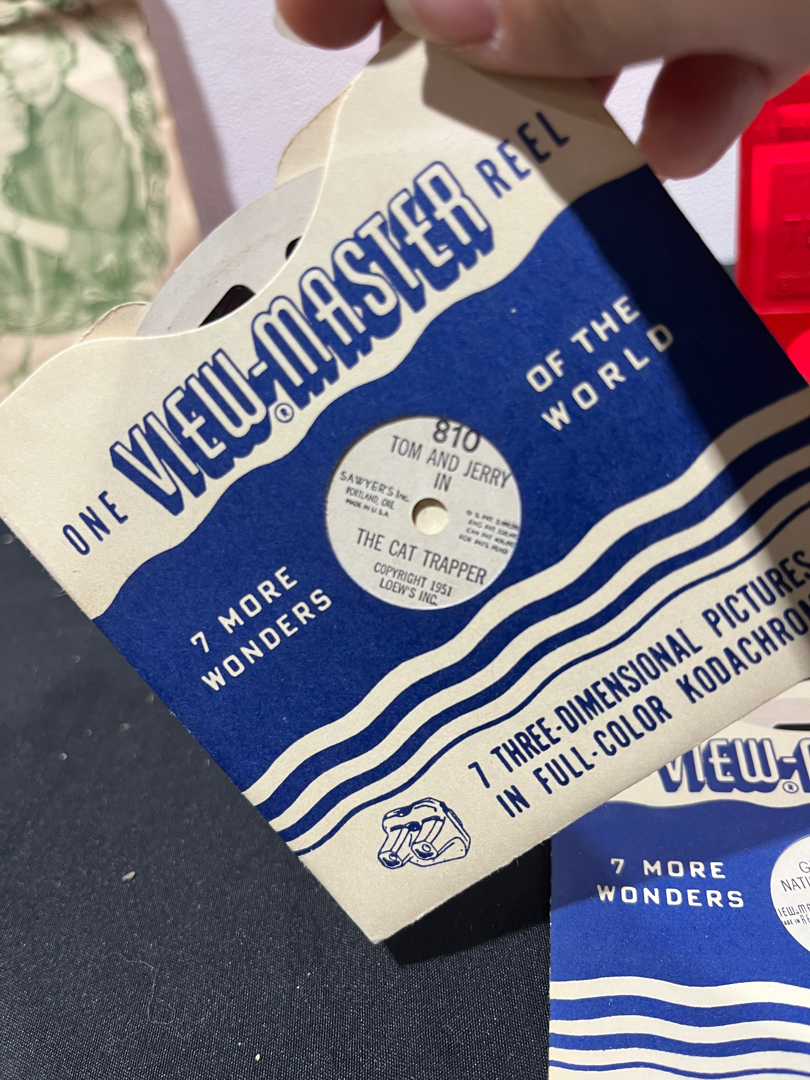 ONE VIEW-MASTER® REEL
OF THE
WORLD
810
TOM AND JERRY
IN
SAWYER'S Inc.
PORTLAND, ORE
MADE IN U.S.A.
THE CAT TRAPPER
COPYRIGHT 1951
LOEW'S INC.
7 MORE
WONDERS
7 THREE-DIMENSIONAL PICTURES
IN FULL-COLOR
VIEW-
7 MORE
WONDERS